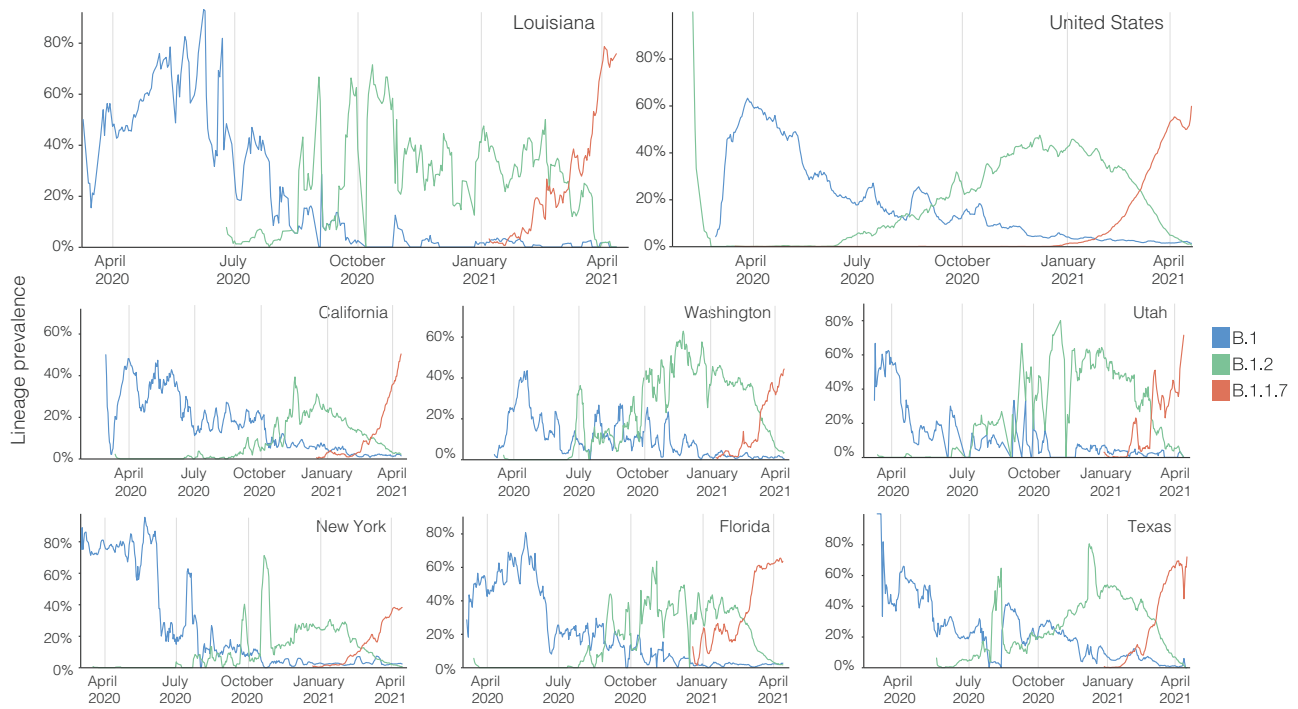 Lineage prevalence
Louisiana
80%
60%
40%
20%
0%
April
2020
July
2020
October
2020
January
2021
April
2021
United States
80%
60%
40%
20%
0%
April
2020
July
2020
October
2020
January
2021
April
2021
California
60%
40%
20%
0%
April
2020
July
2020
October
2020
January
2021
April
2021
Washington
60%
40%
20%
0%
April
2020
July
2020
October
2020
January
2021
April
2021
Utah
80%
60%
40%
20%
0%
April
2020
July
2020
October
2020
January
2021
April
2021
B.1
B.1.2
B.1.1.7
New York
80%
60%
40%
20%
0%
April
2020
July
2020
October
2020
January
2021
April
2021
Florida
80%
60%
40%
20%
0%
April
2020
July
2020
October
2020
January
2021
April
2021
Texas
80%
60%
40%
20%
0%
April
2020
July
2020
October
2020
January
2021
April
2021